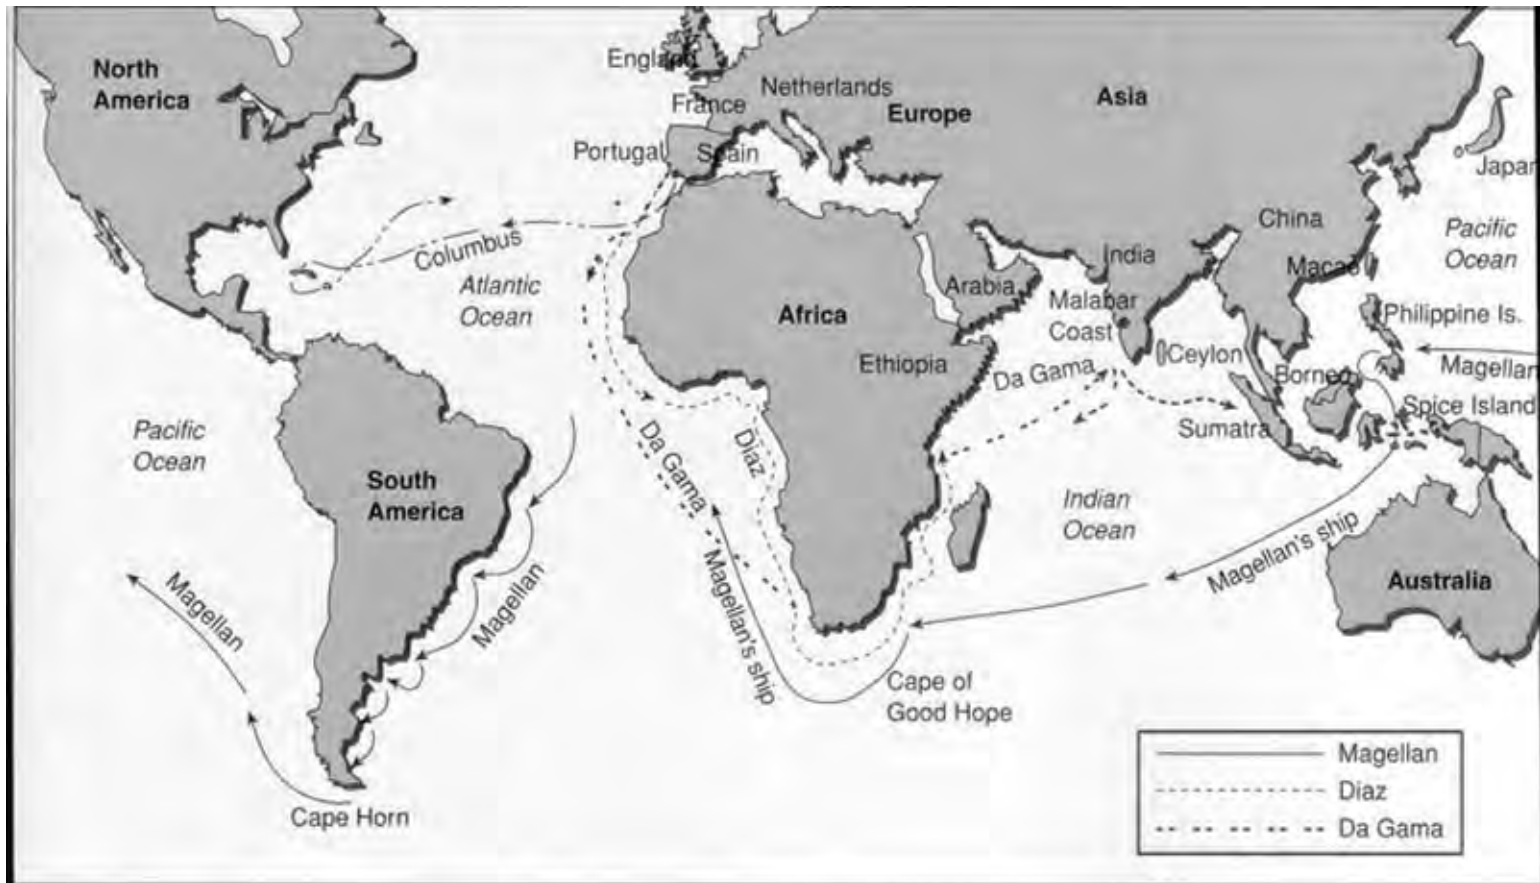 North
America
England
Netherlands
France
Europe
Asia
Portugal
Spain
Japan
China
Pacific
Ocean
Columbus
India
Macao
Atlantic
Ocean
Arabia
Malabar
Coast
Africa
Philippine Is.
Ethiopia
Ceylon
Da Gama
Borneo
Magellan
Spice Island
Sumatra
Pacific
Ocean
Da Gama
Diaz
South
America
Indian
Ocean
Magellan's ship
Magellan
Magellan
Magellan's ship
Australia
Cape of
Good Hope
Cape Horn
Magellan
Diaz
Da Gama